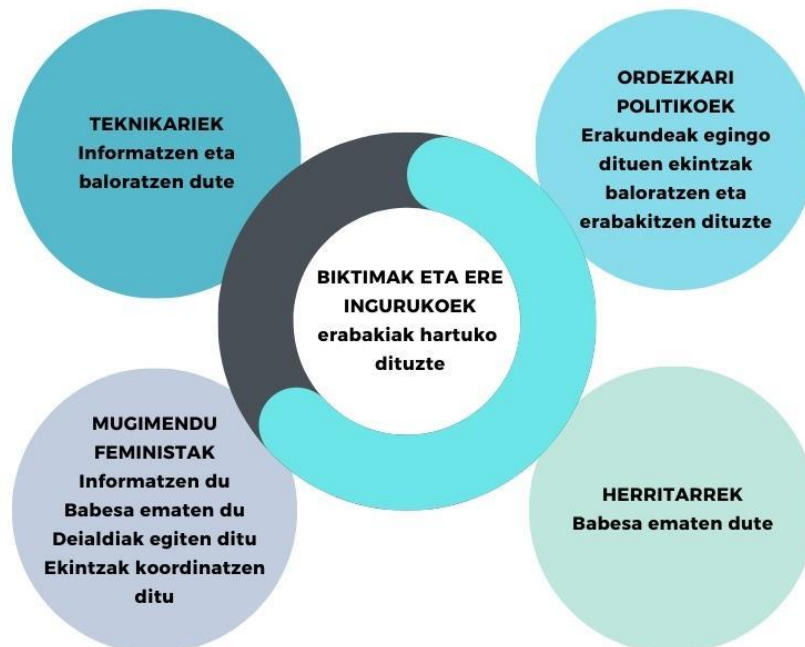 TEKNIKARIEK
Informatzen eta
baloratzen dute
ORDEZKARI
POLITIKOEK
Erakundeak egingo
dituen ekintzak
baloratzen eta
erabakitzen dituzte
BIKTIMAK ETA ERE
INGURUKOEK
erabakiak hartuko
dituzte
MUGIMENDU
FEMINISTAK
Informatzen du
Babesa ematen du
Deialdiak egiten ditu
Ekintzak koordinatzen
ditu
HERRITARREK
Babesa ematen dute